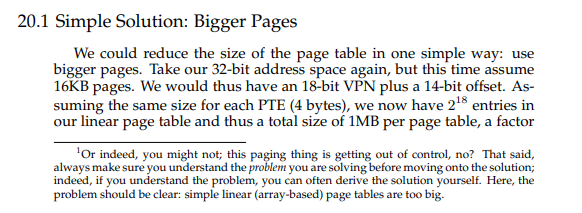 20.1 Simple Solution: Bigger Pages
We could reduce the size of the page table in one simple way: use
bigger pages. Take our 32-bit address space again, but this time assume
16KB pages. We would thus have an 18-bit VPN plus a 14-bit offset. As-
suming the same size for each PTE (4 bytes), we now have 2¹⁸ entries in
our linear page table and thus a total size of 1MB per page table, a factor
¹Or indeed, you might not; this paging thing is getting out of control, no? That said,
always make sure you understand the problem you are solving before moving onto the solution;
indeed, if you understand the problem, you can often derive the solution yourself. Here, the
problem should be clear: simple linear (array-based) page tables are too big.